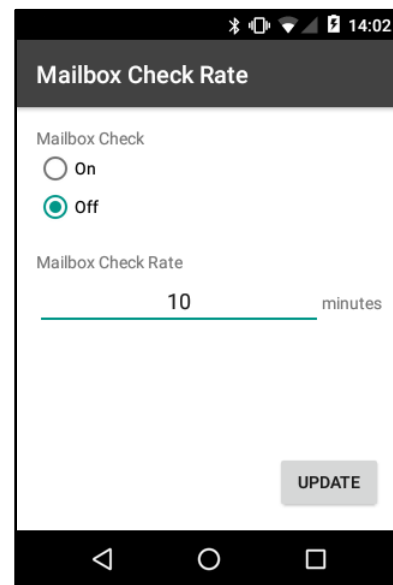 14:02
Mailbox Check Rate
Mailbox Check
On
Off
Mailbox Check Rate
10 minutes
UPDATE